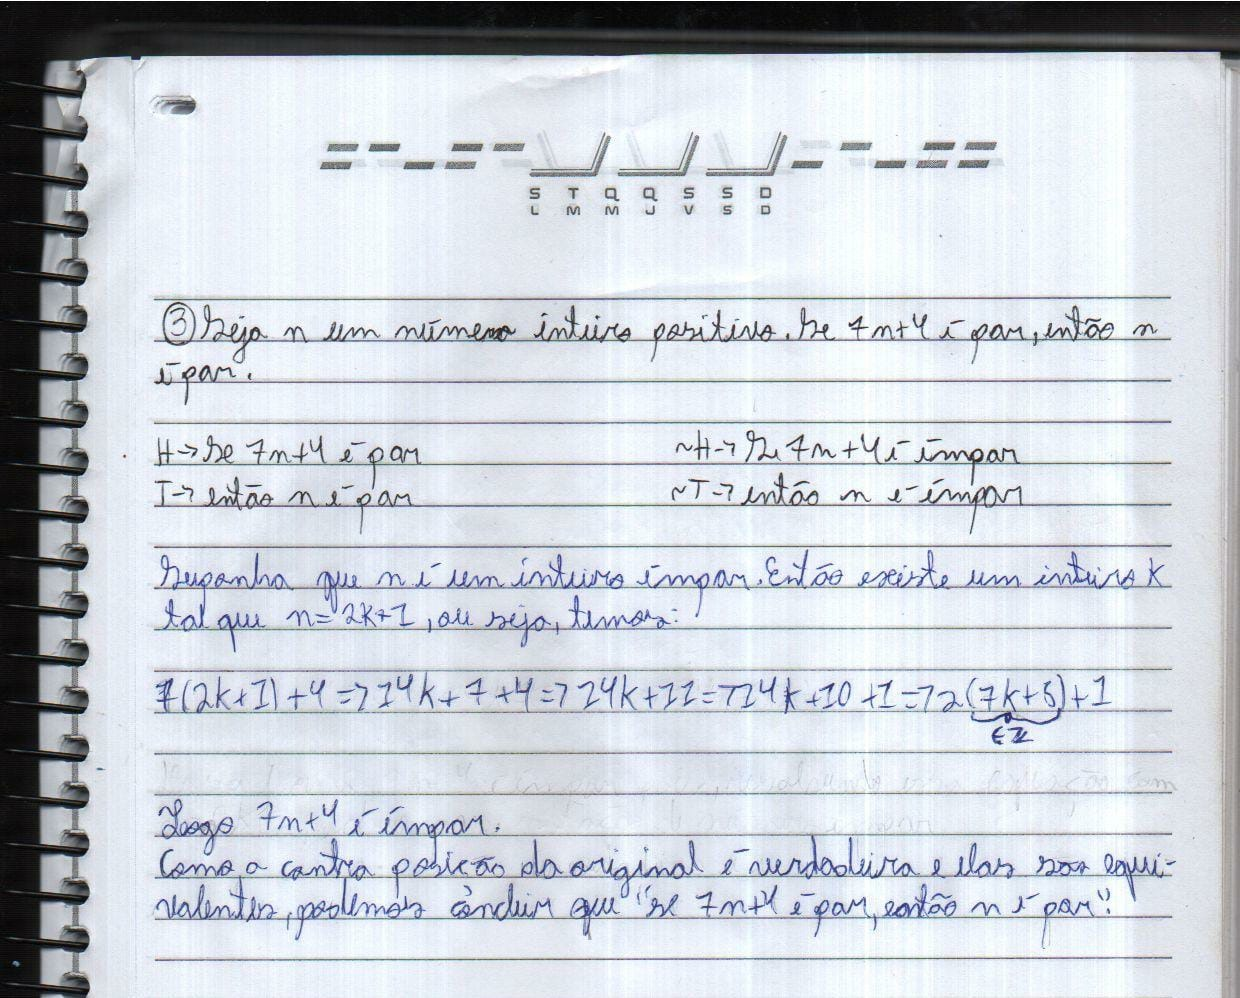 S T Q Q S S D
L M M J V S D
③ Seja n um número inteiro positivo. Se 7n+4 é par, então n
é par.
H→ Se 7n+4 é par ~H→ Se 7n+4 é ímpar
T→ então n é par ~T→ então n é ímpar
Suponha que n é um inteiro ímpar. Então existe um inteiro k
tal que n=2k+1, ou seja, temos:
7(2k+1)+4=>14k+7+4=>14k+11=>14k+10+1=>2(7k+5)+1
∈ℤ
Logo 7n+4 é ímpar.
Como a contra posição da original é verdadeira e elas são equi-
valentes, podemos concluir que "se 7n+4 é par, então n é par".